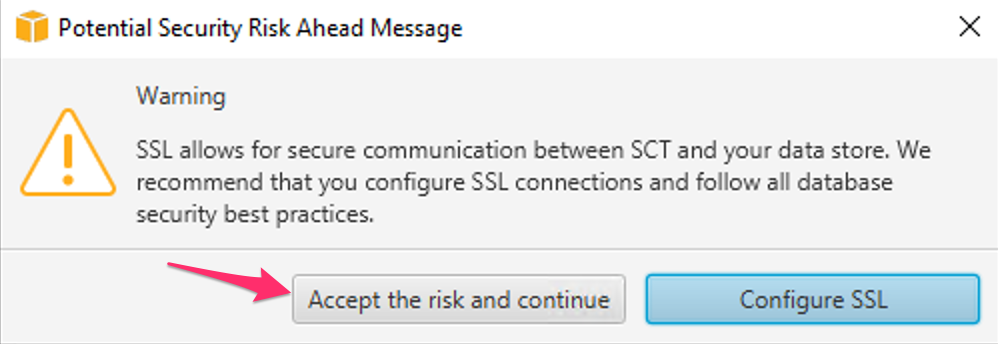 Potential Security Risk Ahead Message
Warning
SSL allows for secure communication between SCT and your data store. We
recommend that you configure SSL connections and follow all database
security best practices.
Accept the risk and continue
Configure SSL